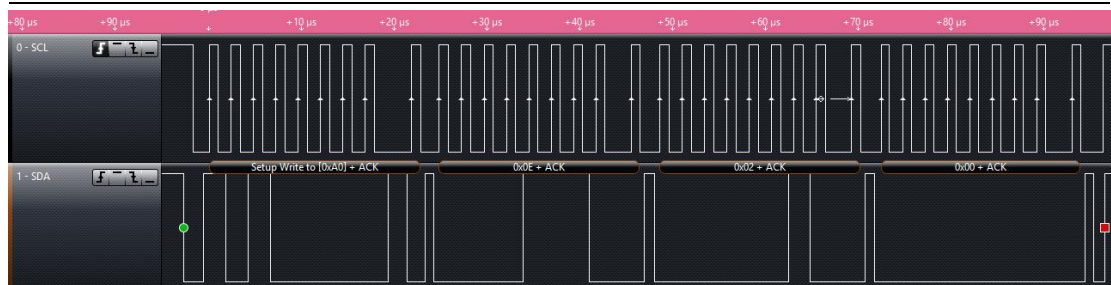 +80 µs +90 µs +10 µs +20 µs +30 µs +40 µs +50 µs +60 µs +70 µs +80 µs +90 µs
0 - SCL
Setup Write to [0xA0] + ACK 0x0E + ACK 0x02 + ACK 0x00 + ACK
1 - SDA